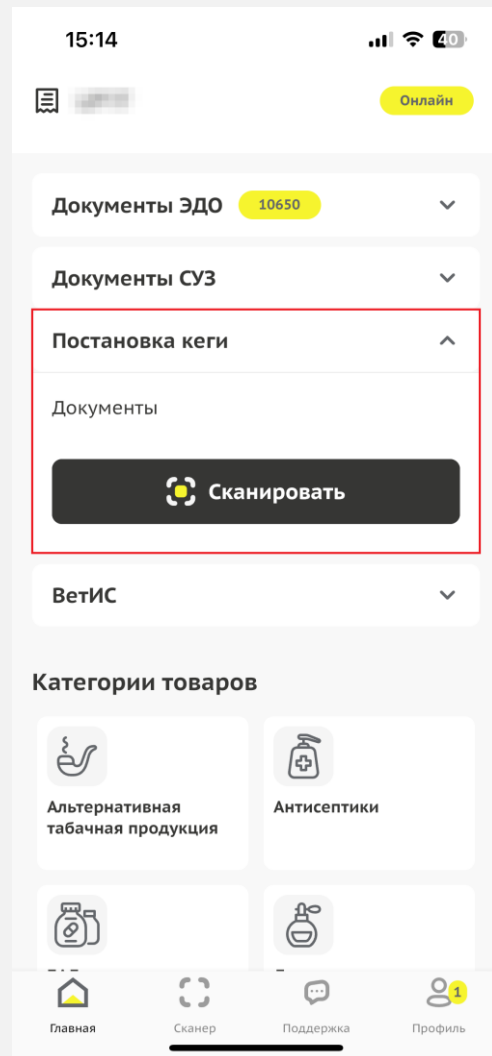 15:14
40
Онлайн
Документы ЭДО 10650
Документы СУЗ
Постановка кеги
Документы
Сканировать
ВетИС
Категории товаров
Альтернативная
табачная продукция
Антисептики
Главная
Сканер
Поддержка
Профиль
1